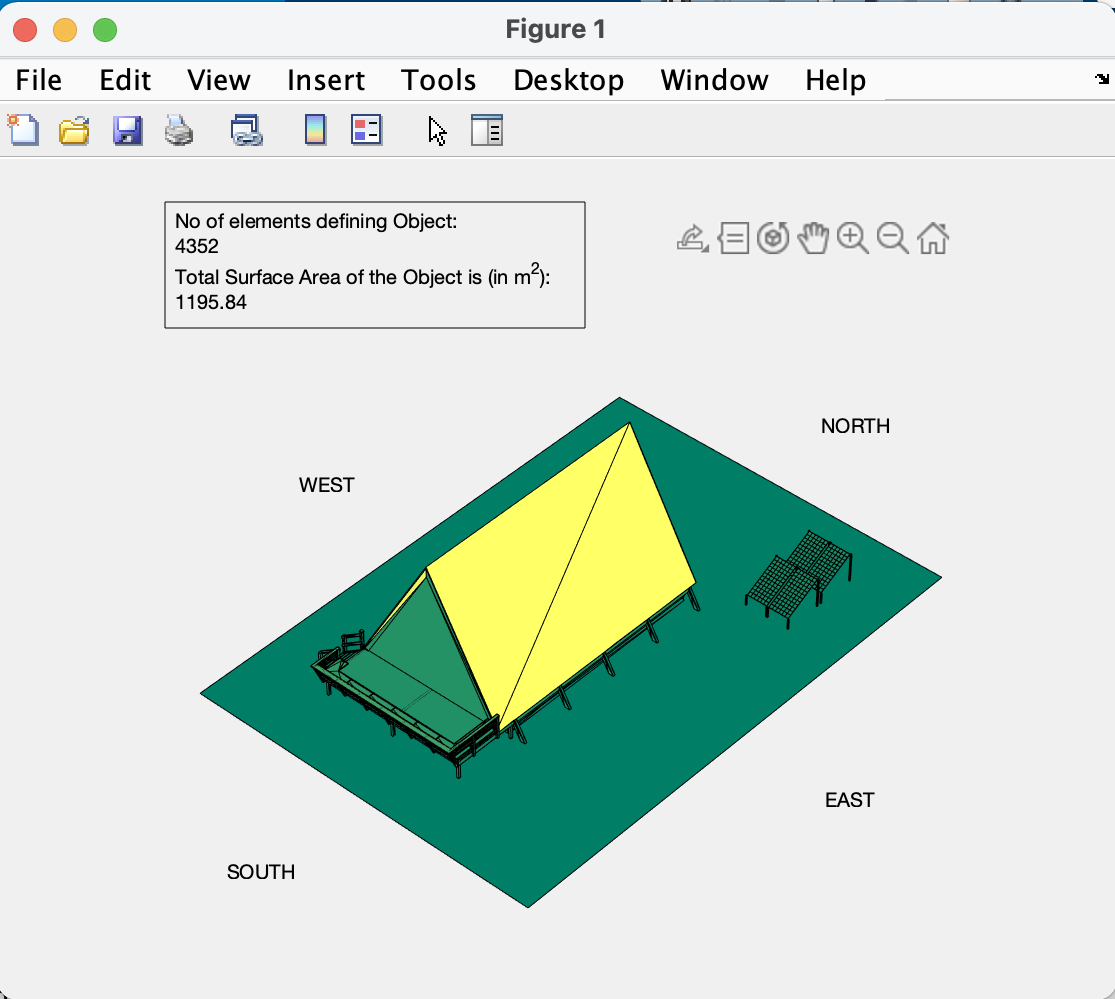 Figure 1
File Edit View Insert Tools Desktop Window Help
No of elements defining Object:
4352
Total Surface Area of the Object is (in m²):
1195.84
NORTH
WEST
EAST
SOUTH